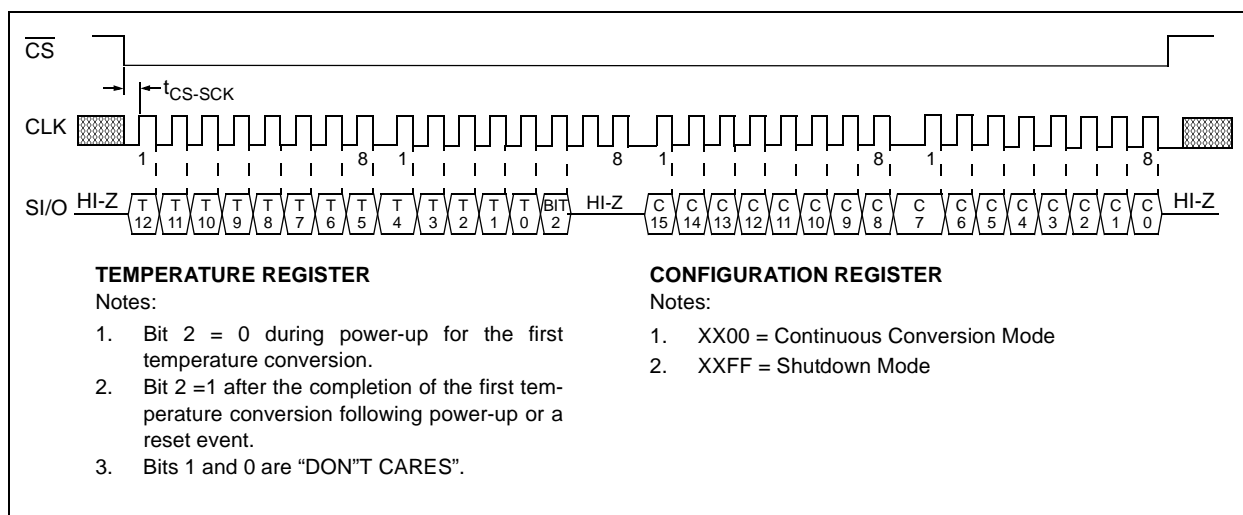 CS
tCS-SCK
CLK
1 8 1 8 1 8 1 8
SI/O HI-Z T 12 T 11 T 10 T 9 T 8 T 7 T 6 T 5 T 4 T 3 T 2 T 1 T 0 BIT 2 HI-Z C 15 C 14 C 13 C 12 C 11 C 10 C 9 C 8 C 7 C 6 C 5 C 4 C 3 C 2 C 1 C 0 HI-Z
TEMPERATURE REGISTER
Notes:
1. Bit 2 = 0 during power-up for the first
temperature conversion.
2. Bit 2 =1 after the completion of the first tem-
perature conversion following power-up or a
reset event.
3. Bits 1 and 0 are “DON"T CARES”.
CONFIGURATION REGISTER
Notes:
1. XX00 = Continuous Conversion Mode
2. XXFF = Shutdown Mode